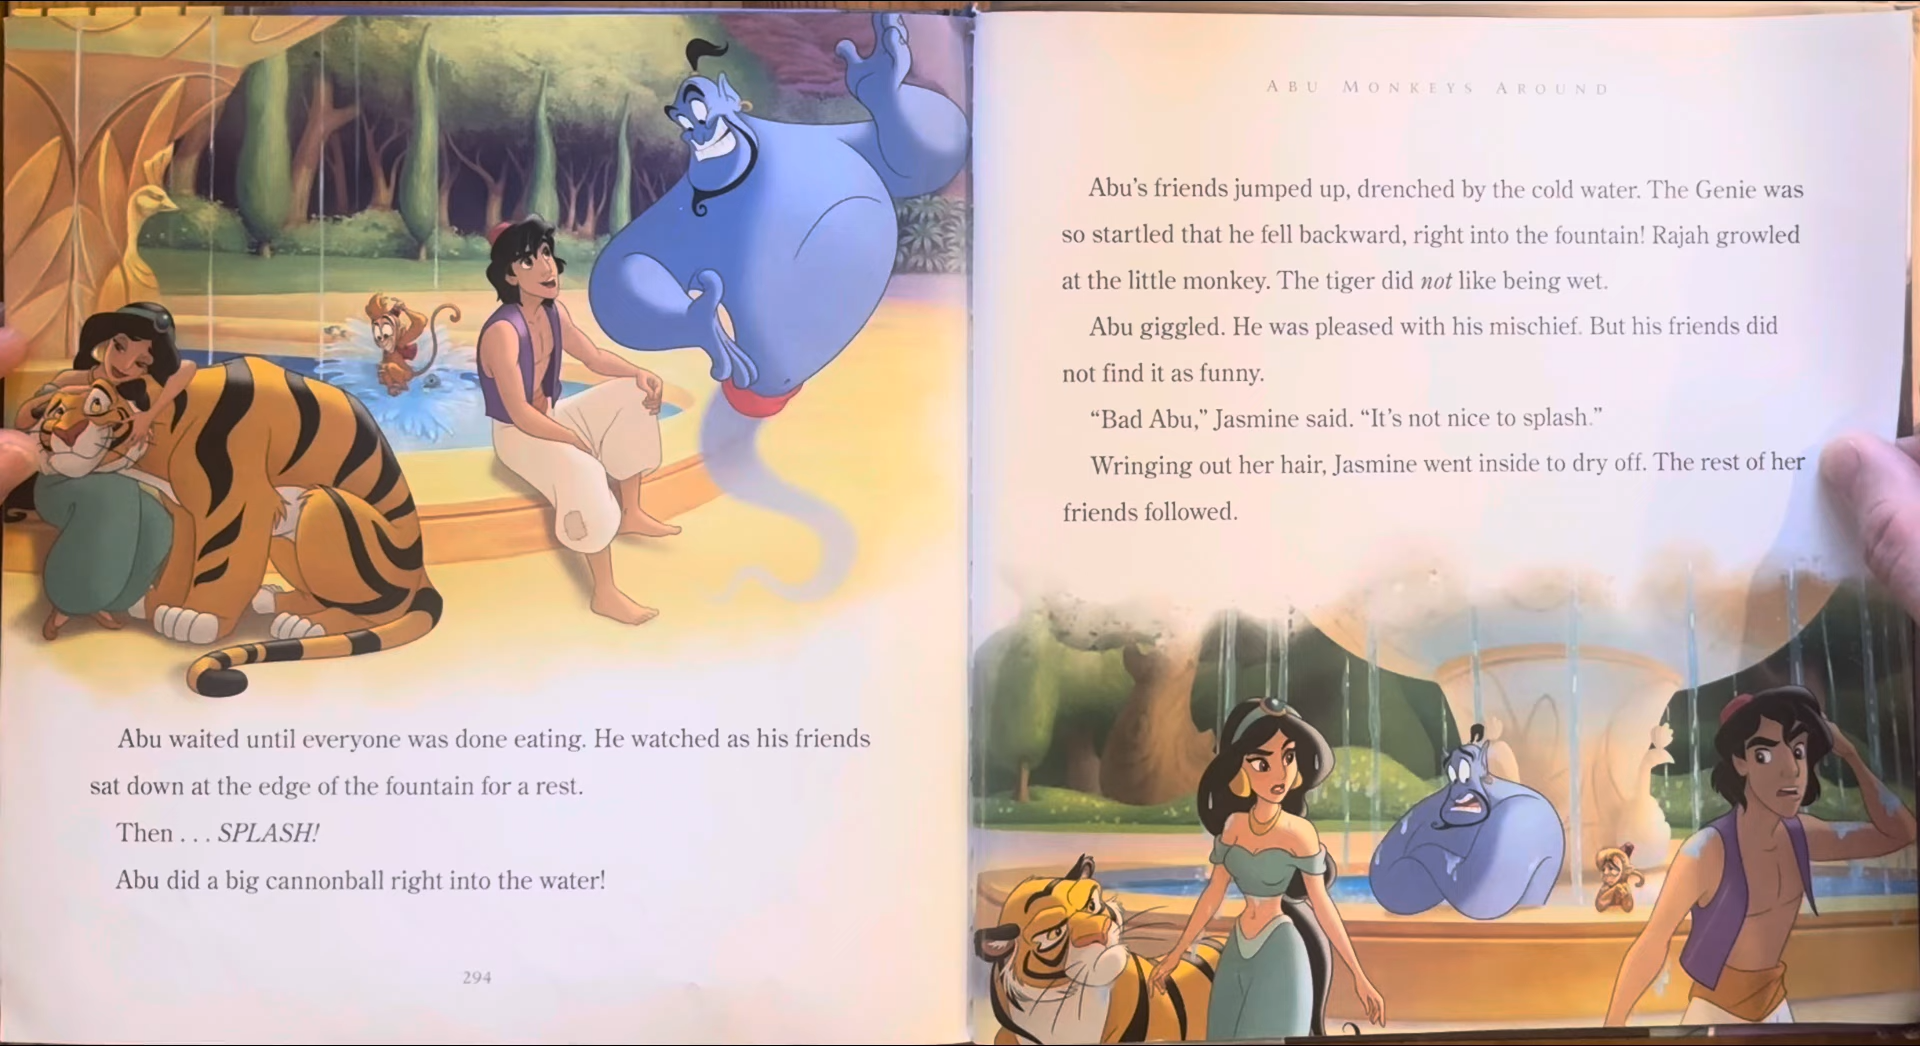 Abu waited until everyone was done eating. He watched as his friends
sat down at the edge of the fountain for a rest.
Then . . . SPLASH!
Abu did a big cannonball right into the water!
294
ABU MONKEYS AROUND
Abu’s friends jumped up, drenched by the cold water. The Genie was
so startled that he fell backward, right into the fountain! Rajah growled
at the little monkey. The tiger did not like being wet.
Abu giggled. He was pleased with his mischief. But his friends did
not find it as funny.
“Bad Abu,” Jasmine said. “It’s not nice to splash.”
Wringing out her hair, Jasmine went inside to dry off. The rest of her
friends followed.